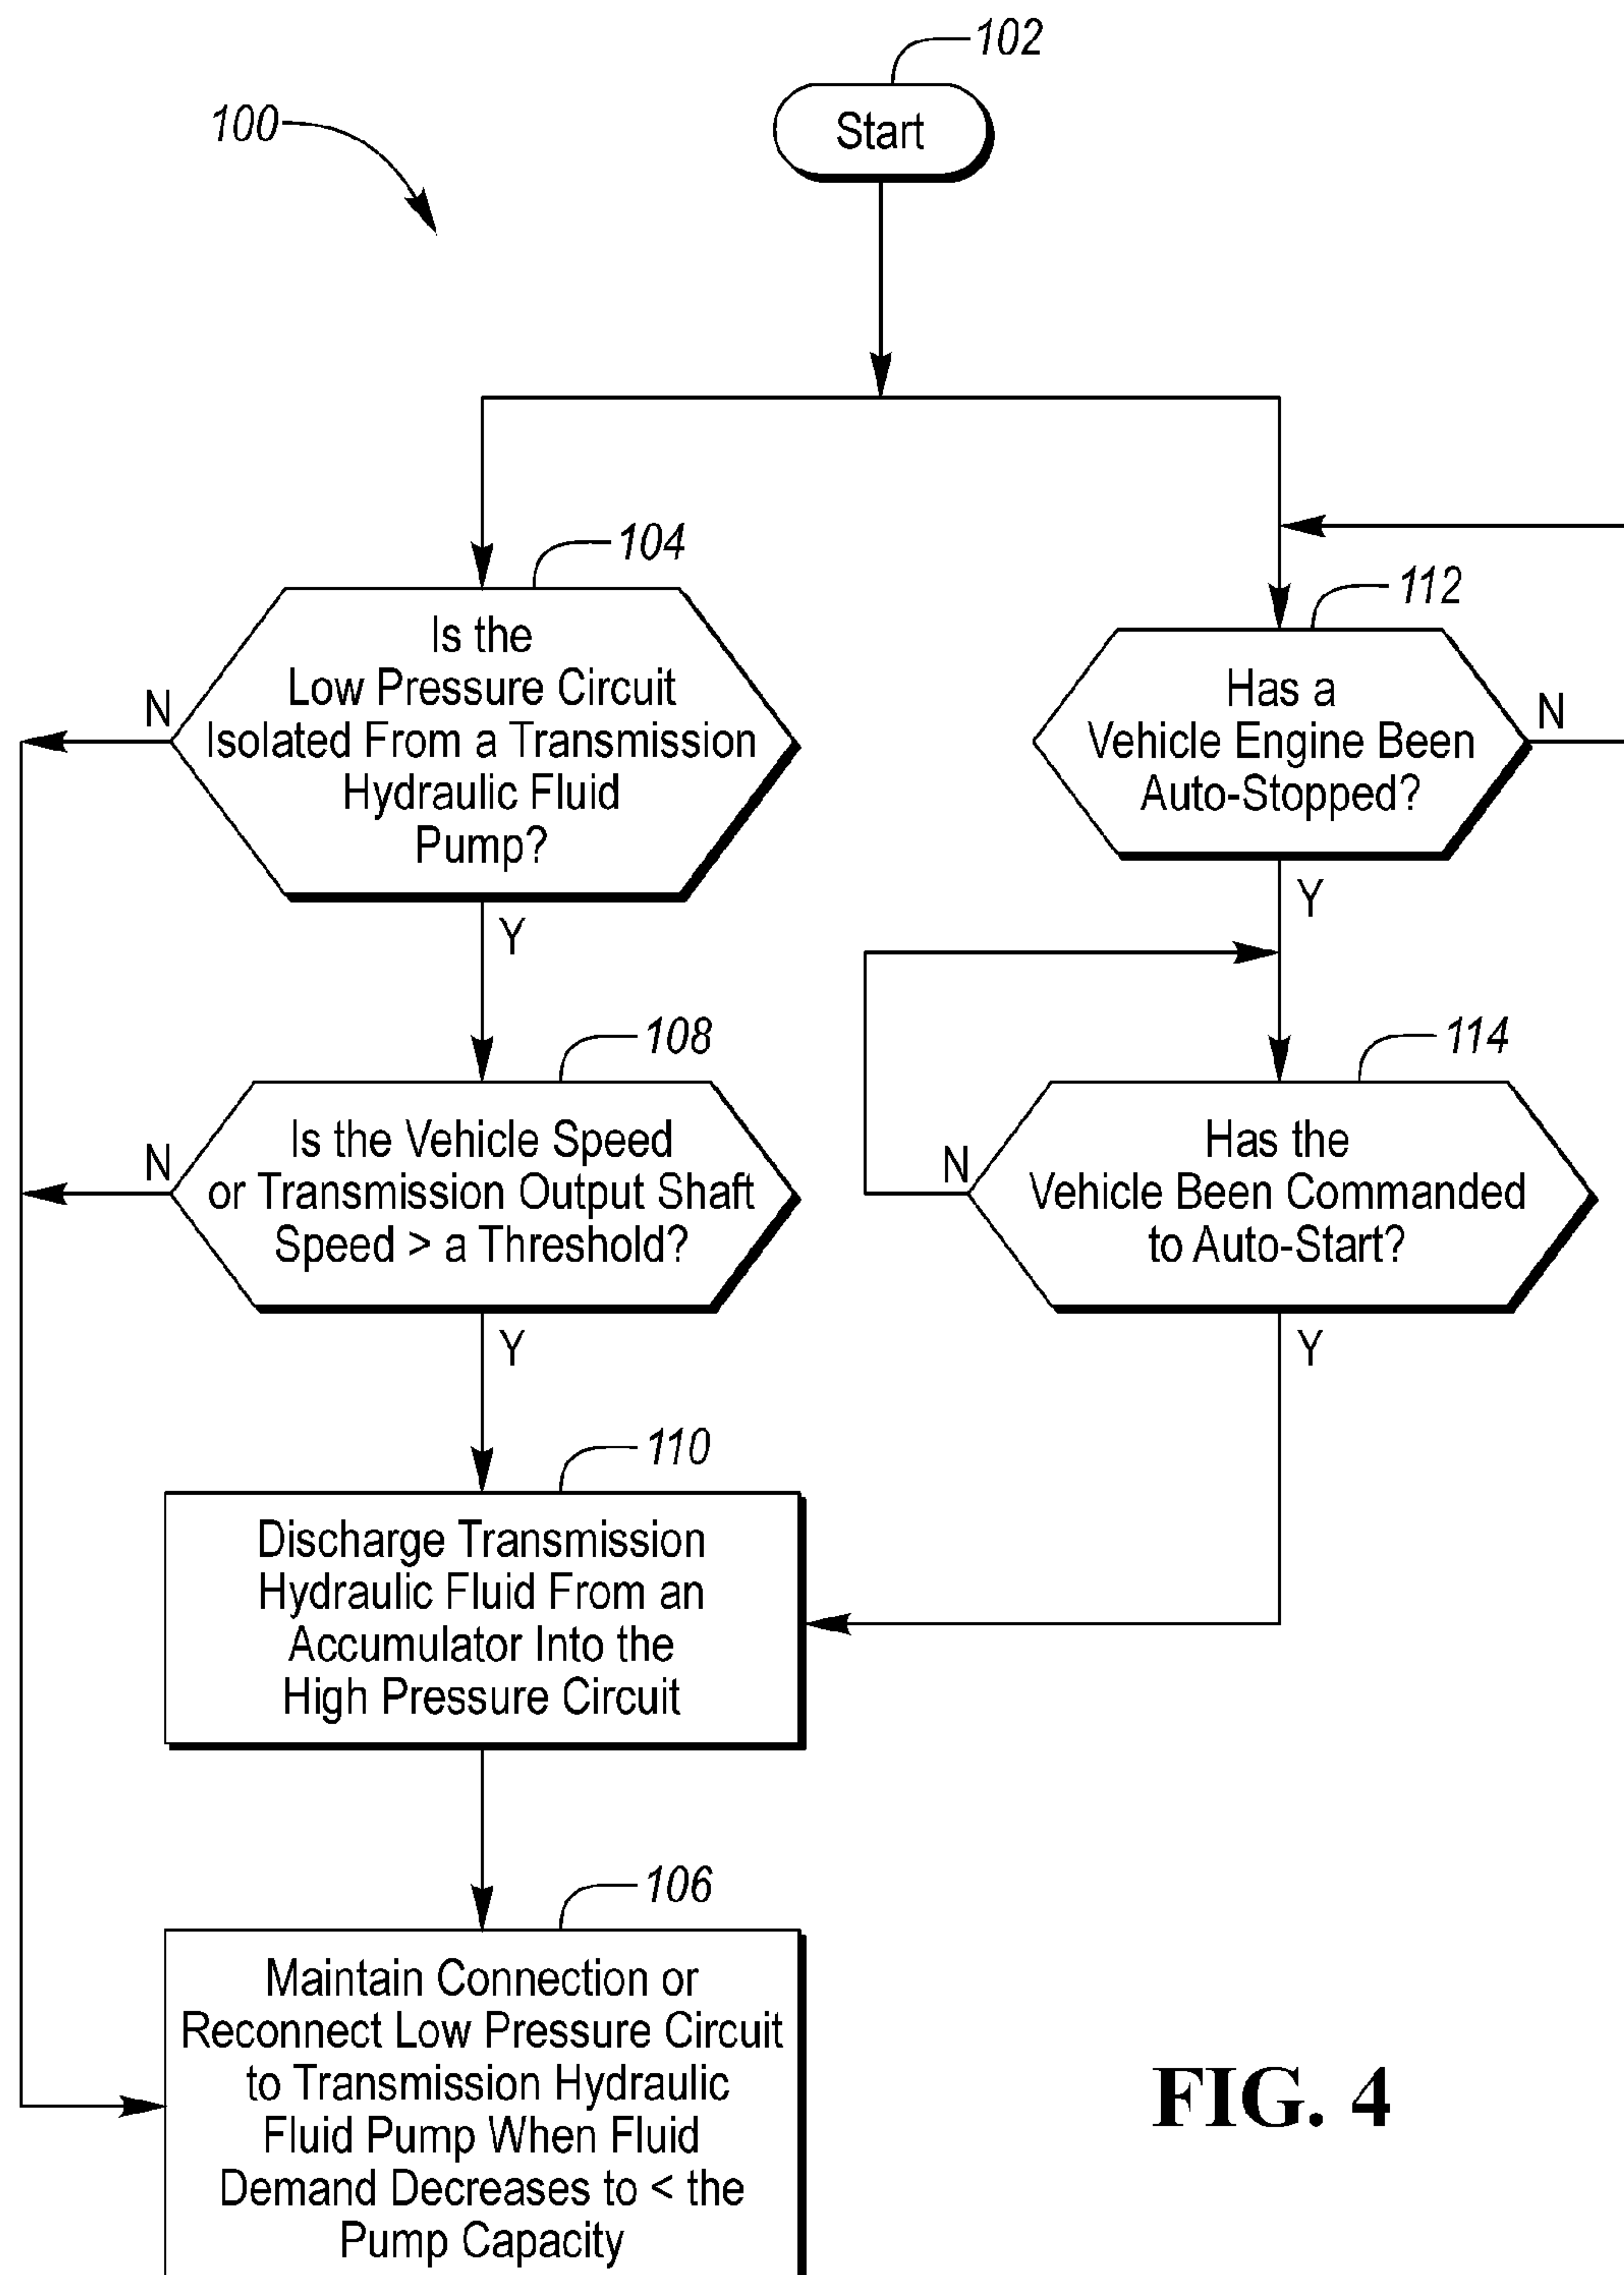 102
Start
100
104
Is the
Low Pressure Circuit
Isolated From a Transmission
Hydraulic Fluid
Pump?
N
Y
112
Has a
Vehicle Engine Been
Auto-Stopped?
N
Y
108
Is the Vehicle Speed
or Transmission Output Shaft
Speed > a Threshold?
N
Y
114
Has the
Vehicle Been Commanded
to Auto-Start?
N
Y
110
Discharge Transmission
Hydraulic Fluid From an
Accumulator Into the
High Pressure Circuit
106
Maintain Connection or
Reconnect Low Pressure Circuit
to Transmission Hydraulic
Fluid Pump When Fluid
Demand Decreases to < the
Pump Capacity
FIG. 4